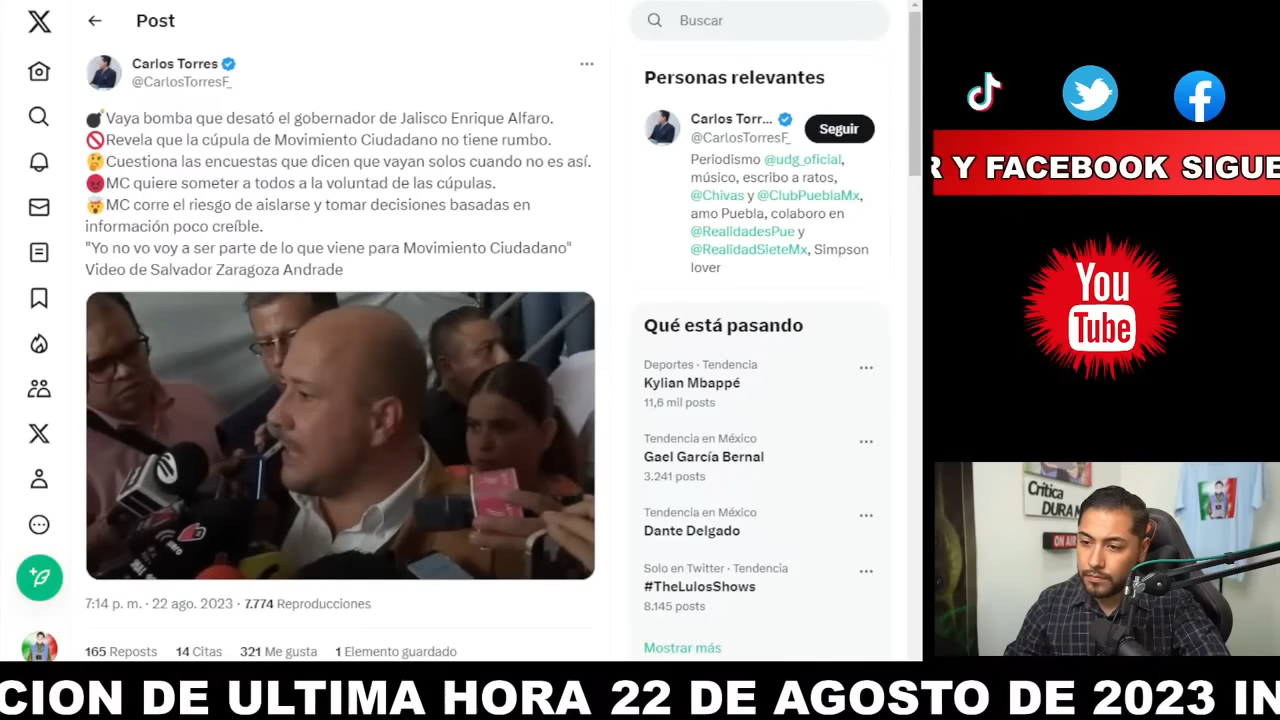 Post
Carlos Torres
@CarlosTorresF_
Vaya bomba que desató el gobernador de Jalisco Enrique Alfaro.
Revela que la cúpula de Movimiento Ciudadano no tiene rumbo.
Cuestiona las encuestas que dicen que vayan solos cuando no es así.
MC quiere someter a todos a la voluntad de las cúpulas.
MC corre el riesgo de aislarse y tomar decisiones basadas en
información poco creíble.
"Yo no vo voy a ser parte de lo que viene para Movimiento Ciudadano"
Video de Salvador Zaragoza Andrade
7:14 p. m. · 22 ago. 2023 · 7.774 Reproducciones
165 Reposts 14 Citas 321 Me gusta 1 Elemento guardado
Buscar
Personas relevantes
Carlos Torr...
@CarlosTorresF_
Seguir
Periodismo @udg_oficial,
músico, escribo a ratos,
@Chivas y @ClubPueblaMx,
amo Puebla, colaboro en
@RealidadesPue y
@RealidadSieteMx, Simpson
lover
Qué está pasando
Deportes · Tendencia
Kylian Mbappé
11,6 mil posts
Tendencia en México
Gael García Bernal
3.241 posts
Tendencia en México
Dante Delgado
Solo en Twitter · Tendencia
#TheLulosShows
8.145 posts
Mostrar más
R Y FACEBOOK SIGUE
You
Tube
Critica
DURA M
ON AIR
CION DE ULTIMA HORA 22 DE AGOSTO DE 2023 IN